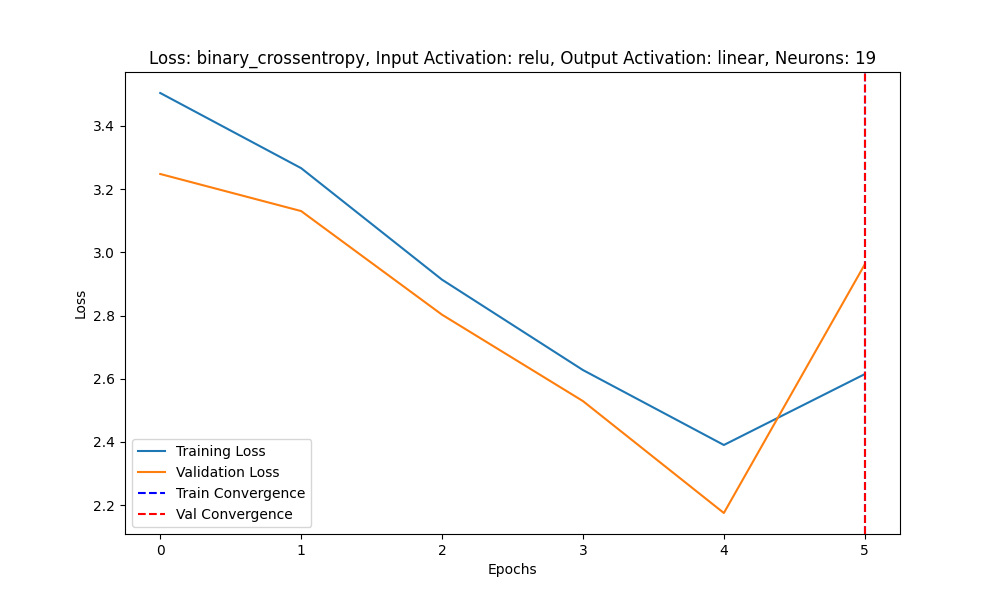 Loss: binary_crossentropy, Input Activation: relu, Output Activation: linear, Neurons: 19
3.4
3.2
3.0
2.8
2.6
2.4
2.2
Loss
Training Loss
Validation Loss
Train Convergence
Val Convergence
0 1 2 3 4 5
Epochs